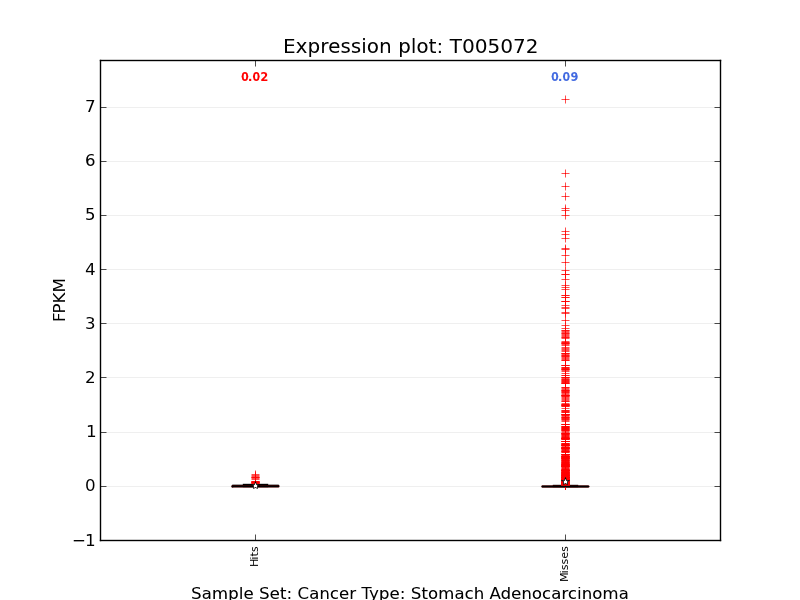 Expression plot: T005072
0.02
0.09
7
6
5
4
3
2
1
0
−1
FPKM
Hits
Misses
Sample Set: Cancer Type: Stomach Adenocarcinoma